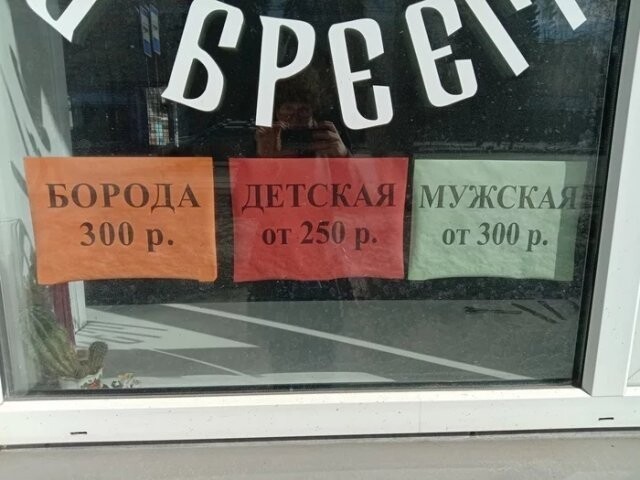 БОРОДА
300 р.
ДЕТСКАЯ
от 250 р.
МУЖСКАЯ
от 300 р.